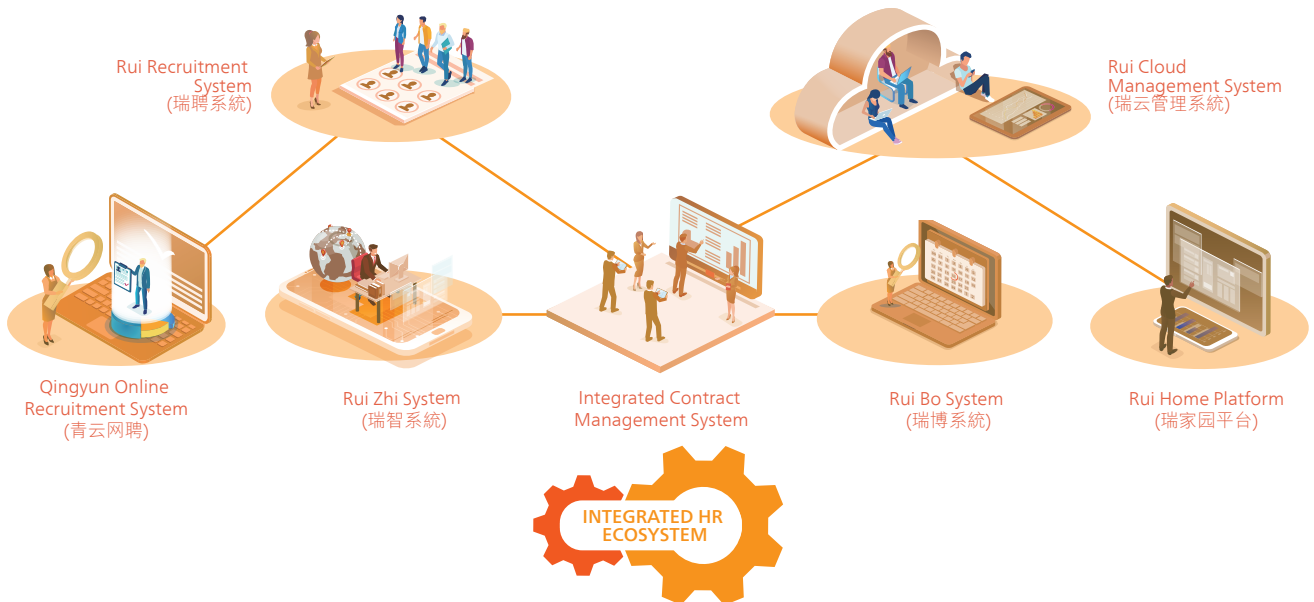 Rui Recruitment
System
(瑞聘系統)
Rui Cloud
Management System
(瑞云管理系統)
Qingyun Online
Recruitment System
(青云网聘)
Rui Zhi System
(瑞智系統)
Integrated Contract
Management System
Rui Bo System
(瑞博系統)
Rui Home Platform
(瑞家园平台)
INTEGRATED HR
ECOSYSTEM